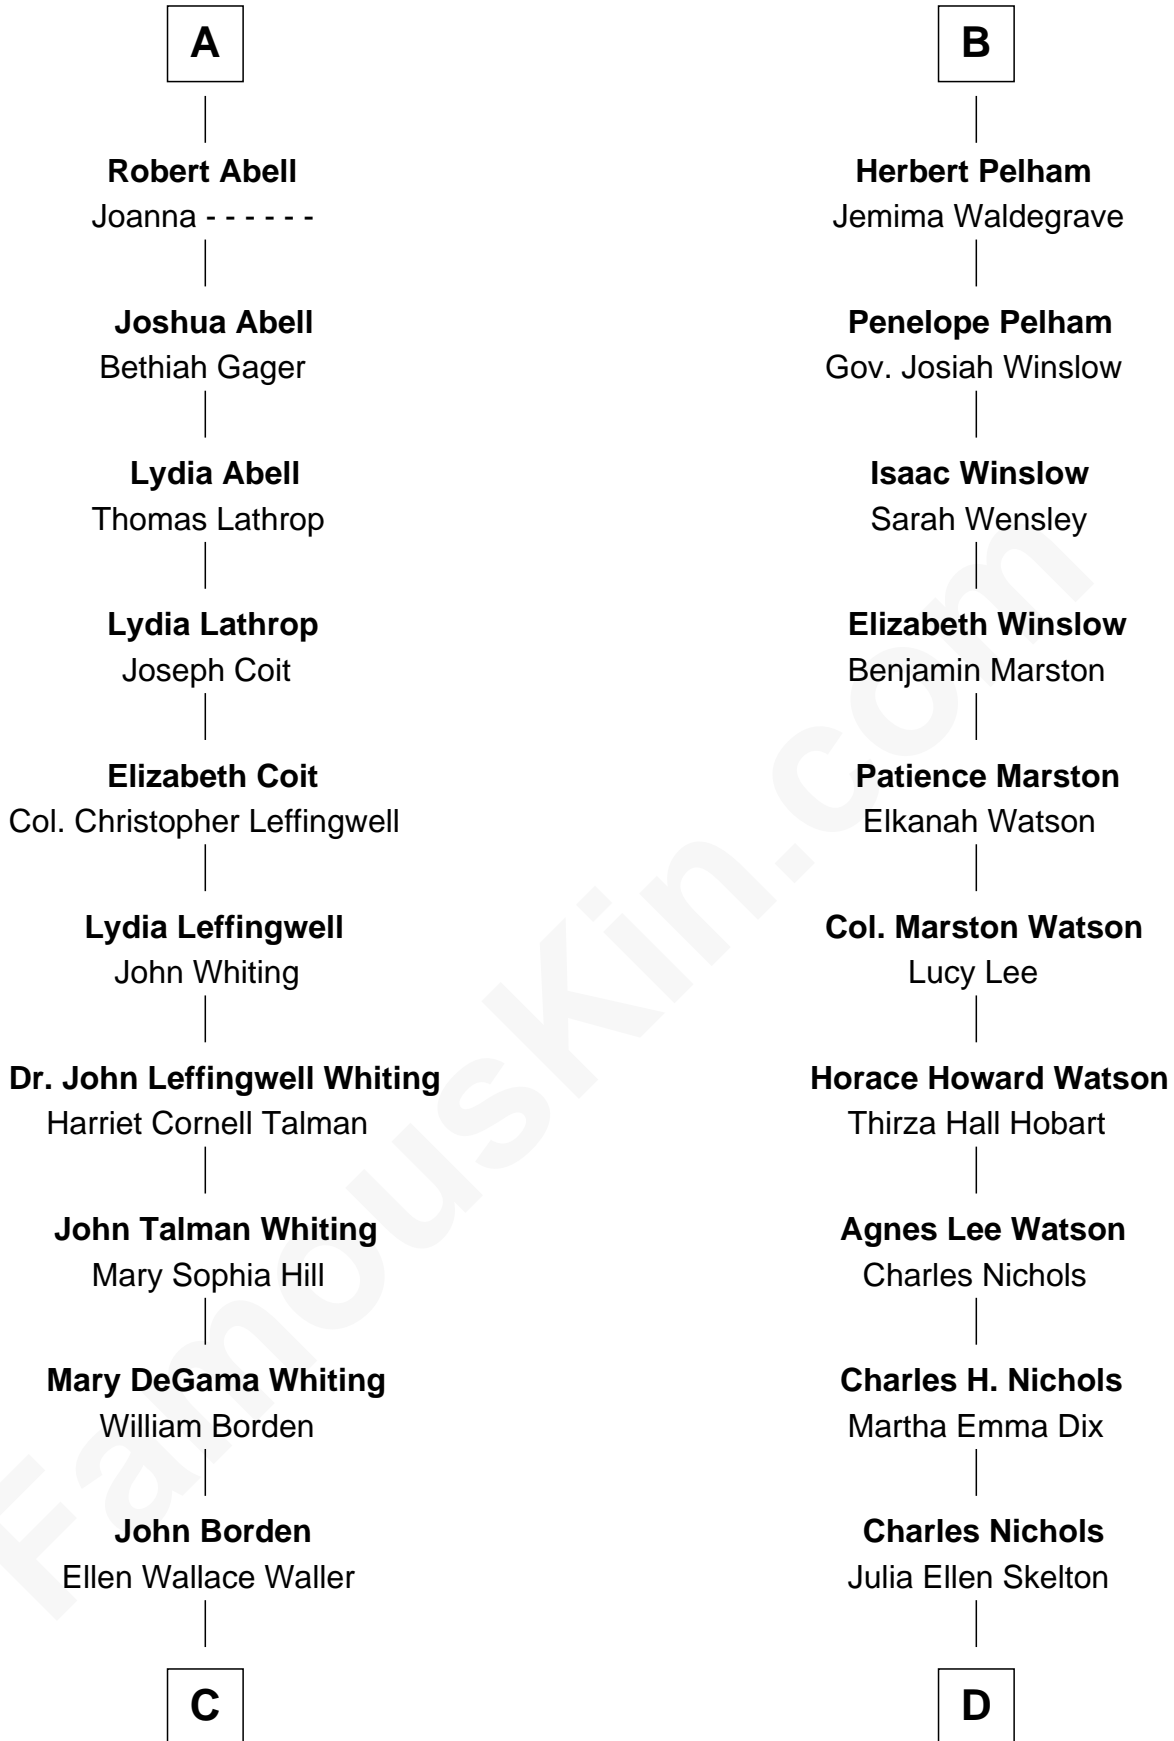 A
Robert Abell
Joanna - - - - - -
Joshua Abell
Bethiah Gager
Lydia Abell
Thomas Lathrop
Lydia Lathrop
Joseph Coit
Elizabeth Coit
Col. Christopher Leffingwell
Lydia Leffingwell
John Whiting
Dr. John Leffingwell Whiting
Harriet Cornell Talman
John Talman Whiting
Mary Sophia Hill
Mary DeGama Whiting
William Borden
John Borden
Ellen Wallace Waller
C
B
Herbert Pelham
Jemima Waldegrave
Penelope Pelham
Gov. Josiah Winslow
Isaac Winslow
Sarah Wensley
Elizabeth Winslow
Benjamin Marston
Patience Marston
Elkanah Watson
Col. Marston Watson
Lucy Lee
Horace Howard Watson
Thirza Hall Hobart
Agnes Lee Watson
Charles Nichols
Charles H. Nichols
Martha Emma Dix
Charles Nichols
Julia Ellen Skelton
D
FamousKin.com